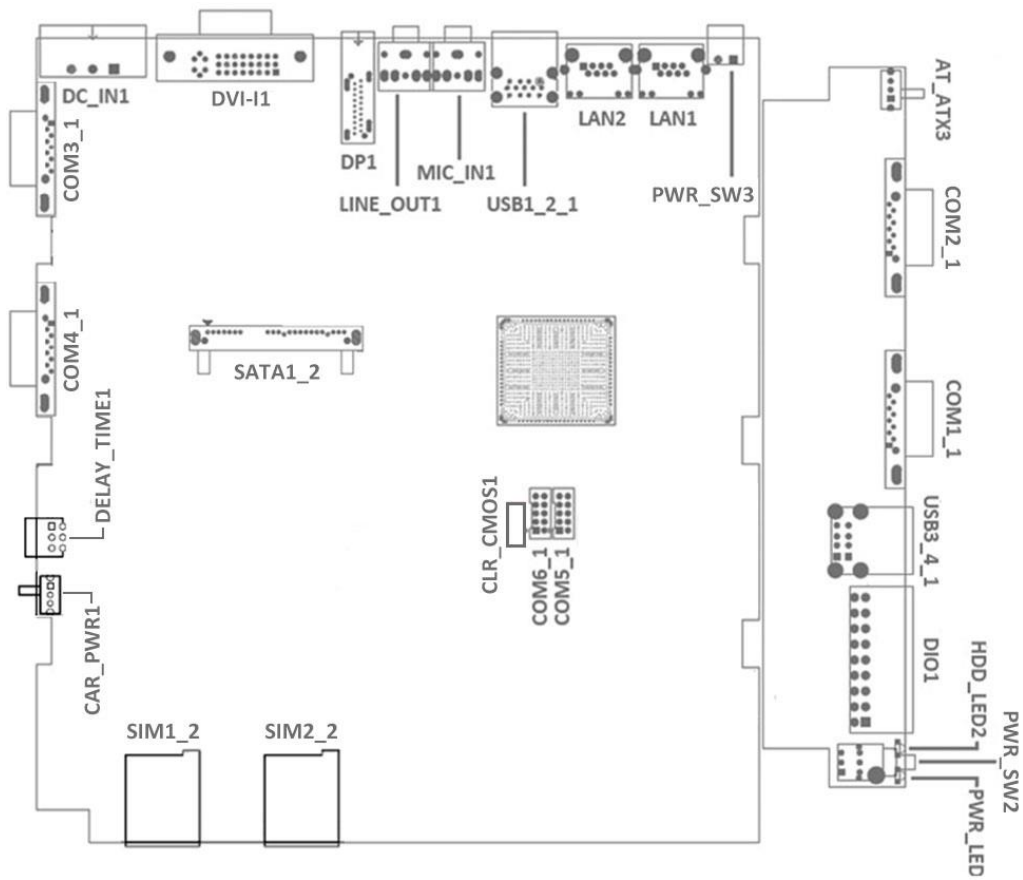 DC_IN1
DVI-I1
DP1
LINE_OUT1
MIC_IN1
USB1_2_1
LAN2
LAN1
PWR_SW3
AT_ATX3
COM3_1
COM2_1
COM4_1
SATA1_2
COM1_1
DELAY_TIME1
CLR_CMOS1
COM6_1
COM5_1
USB3_4_1
CAR_PWR1
DIO1
HDD_LED2
PWR_SW2
PWR_LED
SIM1_2
SIM2_2